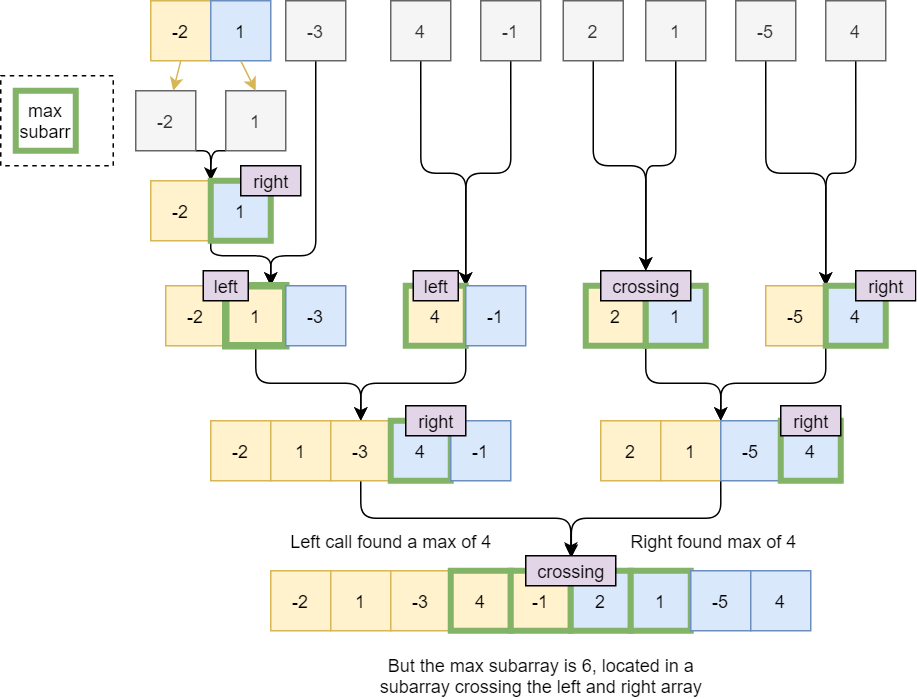 -2 1 -3 4 -1 2 1 -5 4
max
subarr
-2 1
right
-2 1
left left crossing right
-2 1 -3 4 -1 2 1 -5 4
right right
-2 1 -3 4 -1 2 1 -5 4
Left call found a max of 4 Right found max of 4
crossing
-2 1 -3 4 -1 2 1 -5 4
But the max subarray is 6, located in a
subarray crossing the left and right array